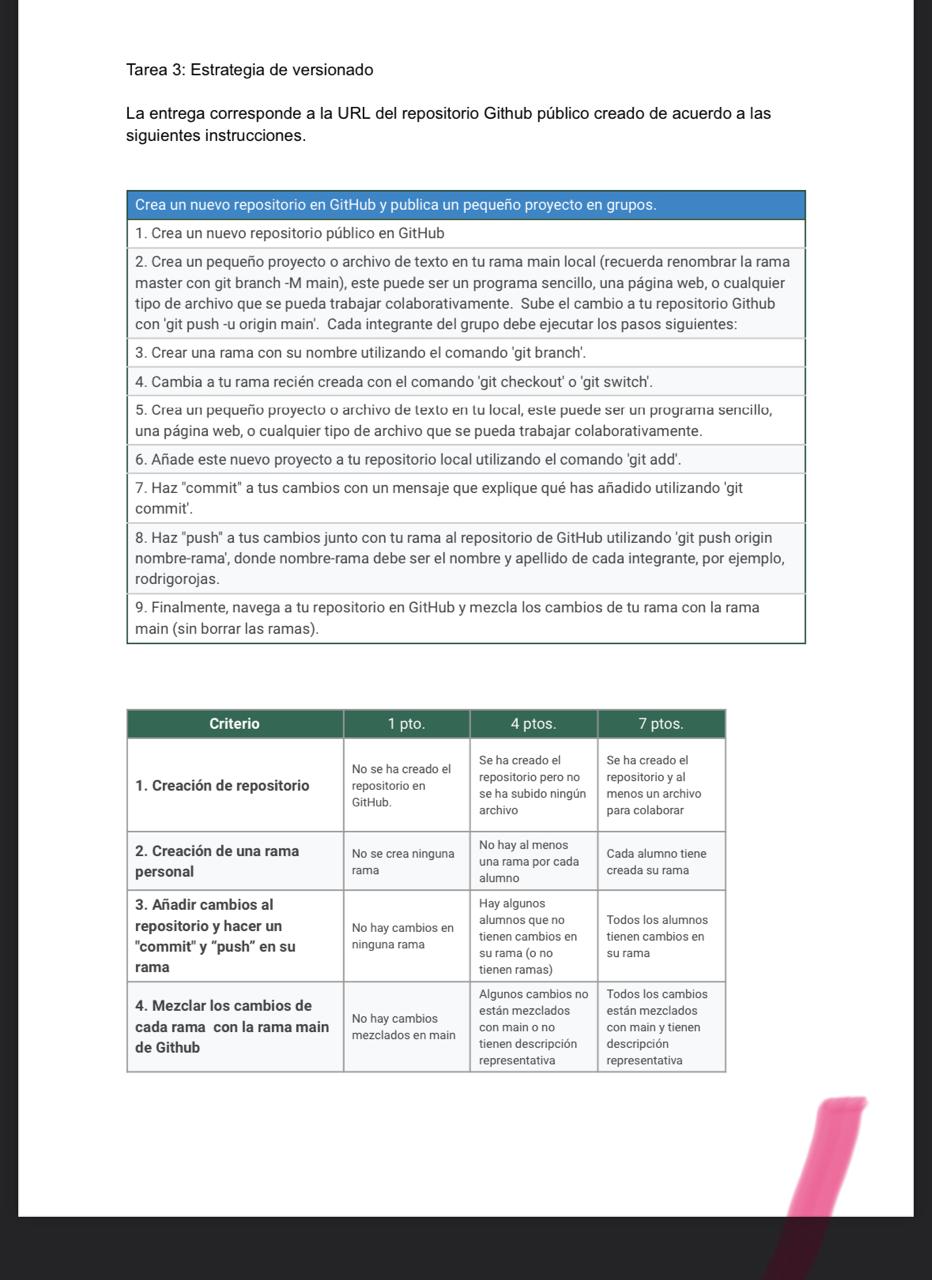 Tarea 3: Estrategia de versionado
La entrega corresponde a la URL del repositorio Github público creado de acuerdo a las
siguientes instrucciones.
Crea un nuevo repositorio en GitHub y publica un pequeño proyecto en grupos.
1. Crea un nuevo repositorio público en GitHub
2. Crea un pequeño proyecto o archivo de texto en tu rama main local (recuerda renombrar la rama
master con git branch -M main), este puede ser un programa sencillo, una página web, o cualquier
tipo de archivo que se pueda trabajar colaborativamente. Sube el cambio a tu repositorio Github
con 'git push -u origin main'. Cada integrante del grupo debe ejecutar los pasos siguientes:
3. Crear una rama con su nombre utilizando el comando 'git branch'.
4. Cambia a tu rama recién creada con el comando 'git checkout' o 'git switch'.
5. Crea un pequeño proyecto o archivo de texto en tu local, este puede ser un programa sencillo,
una página web, o cualquier tipo de archivo que se pueda trabajar colaborativamente.
6. Añade este nuevo proyecto a tu repositorio local utilizando el comando 'git add'.
7. Haz "commit" a tus cambios con un mensaje que explique qué has añadido utilizando 'git
commit'.
8. Haz "push" a tus cambios junto con tu rama al repositorio de GitHub utilizando 'git push origin
nombre-rama', donde nombre-rama debe ser el nombre y apellido de cada integrante, por ejemplo,
rodrigorojas.
9. Finalmente, navega a tu repositorio en GitHub y mezcla los cambios de tu rama con la rama
main (sin borrar las ramas).
Criterio
1 pto.
4 ptos.
7 ptos.
1. Creación de repositorio
No se ha creado el
repositorio en
GitHub.
Se ha creado el
repositorio pero no
se ha subido ningún
archivo
Se ha creado el
repositorio y al
menos un archivo
para colaborar
2. Creación de una rama
personal
No se crea ninguna
rama
No hay al menos
una rama por cada
alumno
Cada alumno tiene
creada su rama
3. Añadir cambios al
repositorio y hacer un
"commit" y “push” en su
rama
No hay cambios en
ninguna rama
Hay algunos
alumnos que no
tienen cambios en
su rama (o no
tienen ramas)
Todos los alumnos
tienen cambios en
su rama
4. Mezclar los cambios de
cada rama con la rama main
de Github
No hay cambios
mezclados en main
Algunos cambios no
están mezclados
con main o no
tienen descripción
representativa
Todos los cambios
están mezclados
con main y tienen
descripción
representativa